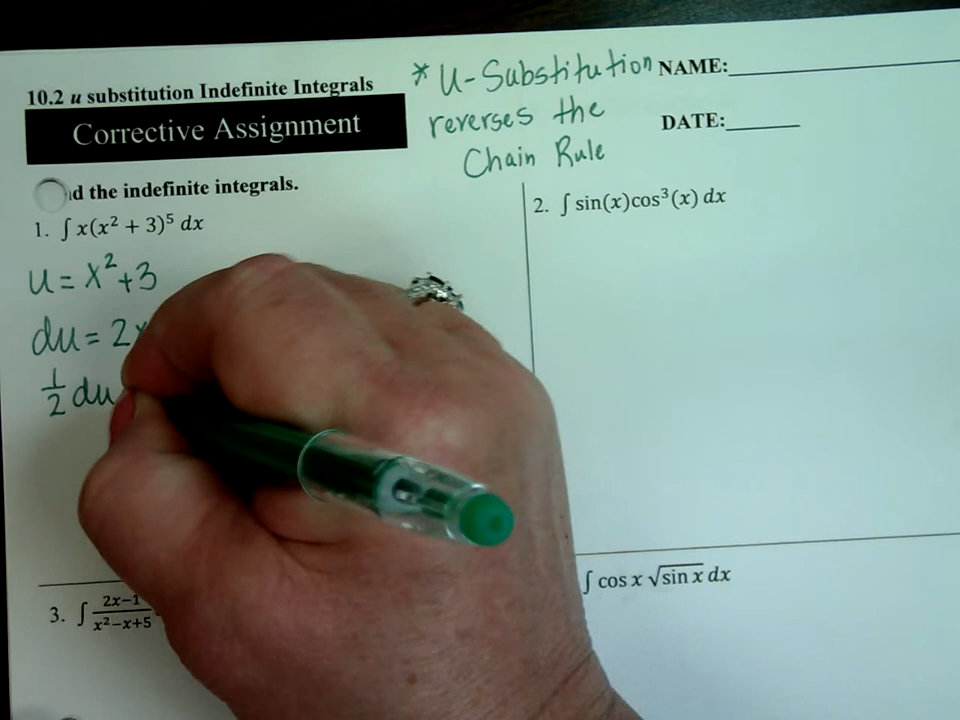 10.2 u substitution Indefinite Integrals
Corrective Assignment
* U-Substitution
reverses the
Chain Rule
NAME:
DATE:
the indefinite integrals.
1. ∫ x(x² + 3)⁵ dx
u = x² + 3
du = 2x
½ du
2. ∫ sin(x)cos³(x) dx
3. ∫ (2x−1)/(x²−x+5)
∫ cos x √sin x dx